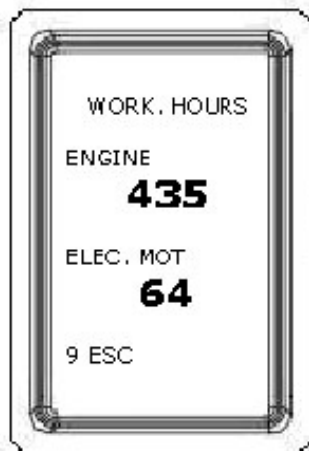 WORK. HOURS
ENGINE
435
ELEC. MOT
64
9 ESC